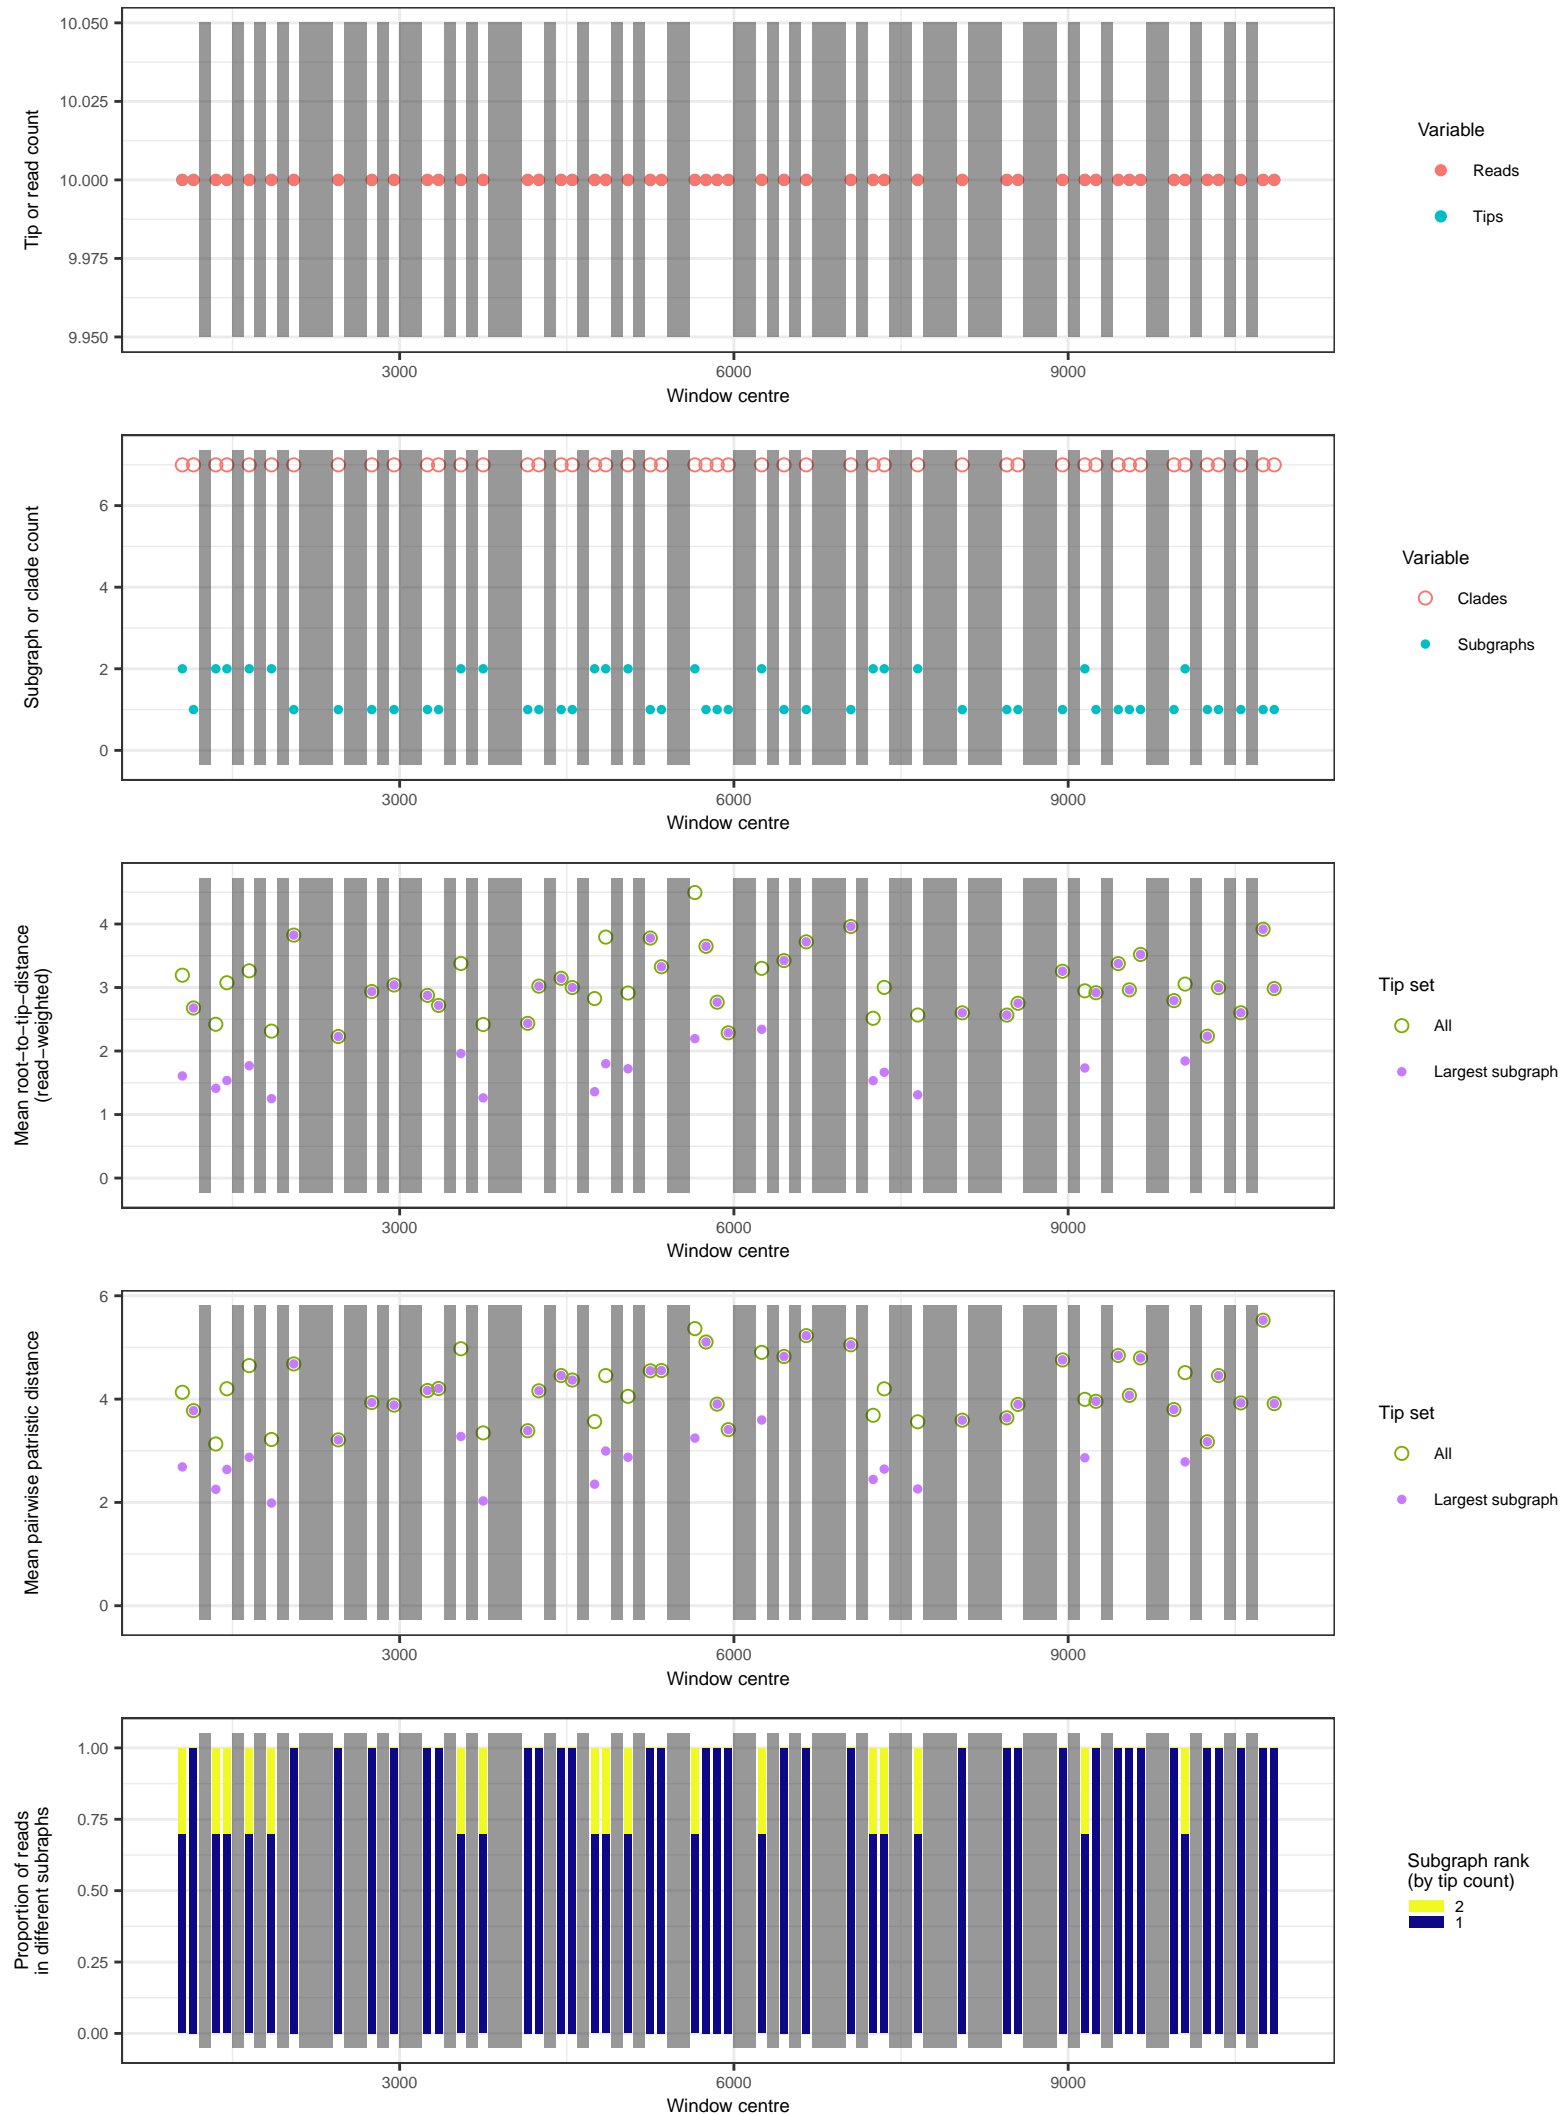 10.050
10.025
10.000
9.975
9.950
Tip or read count
3000
6000
9000
Window centre
Variable
Reads
Tips
6
4
2
0
Subgraph or clade count
3000
6000
9000
Window centre
Variable
Clades
Subgraphs
4
3
2
1
0
Mean root−to−tip−distance
(read−weighted)
3000
6000
9000
Window centre
Tip set
All
Largest subgraph
6
4
2
0
Mean pairwise patristic distance
3000
6000
9000
Window centre
Tip set
All
Largest subgraph
1.00
0.75
0.50
0.25
0.00
Proportion of reads
in different subraphs
3000
6000
9000
Window centre
Subgraph rank
(by tip count)
2
1